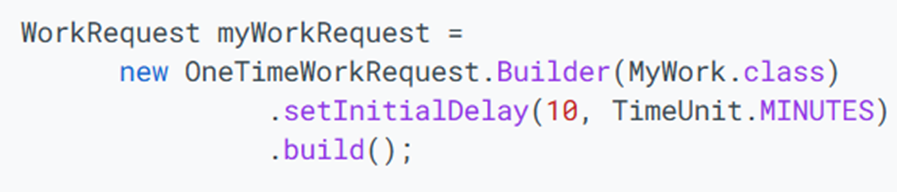 WorkRequest myWorkRequest =
new OneTimeWorkRequest.Builder(MyWork.class)
.setInitialDelay(10, TimeUnit.MINUTES)
.build();